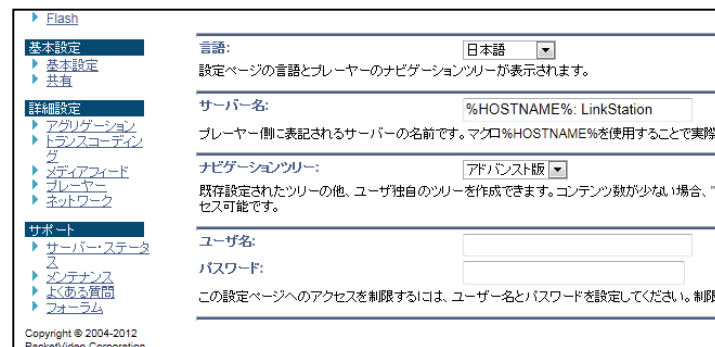 Flash
基本設定
基本設定
共有
詳細設定
アグリゲーション
トランスコーディン
グ
メディアフィード
プレーヤー
ネットワーク
サポート
サーバー・ステータ
ス
メンテナンス
よくある質問
フォーラム
Copyright © 2004-2012
PacketVideo Corporation
言語:
日本語
設定ページの言語とプレーヤーのナビゲーションツリーが表示されます。
サーバー名:
%HOSTNAME%: LinkStation
プレーヤー側に表記されるサーバーの名前です。マクロ%HOSTNAME%を使用することで実際
ナビゲーションツリー:
アドバンスト版
既存設定されたツリーの他、ユーザ独自のツリーを作成できます。コンテンツ数が少ない場合、"
セス可能です。
ユーザ名:
パスワード:
この設定ページへのアクセスを制限するには、ユーザー名とパスワードを設定してください。制限